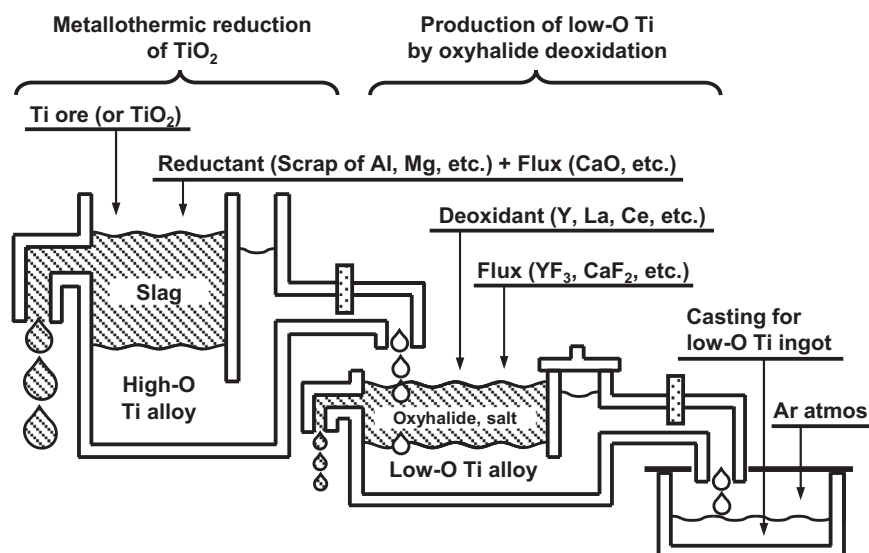 Metallothermic reduction
of TiO₂
Production of low-O Ti
by oxyhalide deoxidation
Ti ore (or TiO₂)
Reductant (Scrap of Al, Mg, etc.) + Flux (CaO, etc.)
Deoxidant (Y, La, Ce, etc.)
Flux (YF₃, CaF₂, etc.)
Slag
Casting for
low-O Ti ingot
High-O
Ti alloy
Ar atmos
Oxyhalide, salt
Low-O Ti alloy